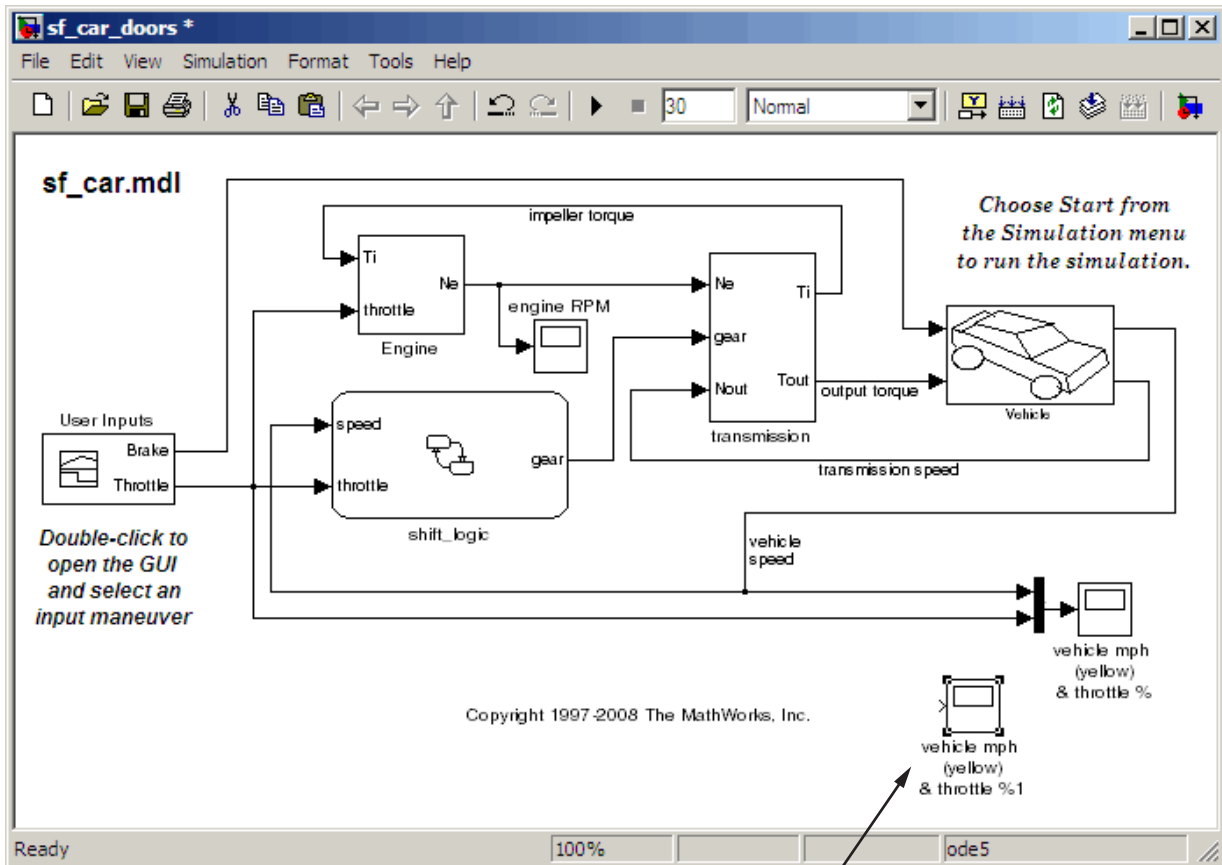 sf_car_doors *
File Edit View Simulation Format Tools Help
30 Normal
sf_car.mdl
impeller torque
Choose Start from
the Simulation menu
to run the simulation.
Ti
Ne
throttle
Engine
engine RPM
Ne
Ti
gear
Nout
Tout
transmission
output torque
Vehicle
transmission speed
User Inputs
Brake
Throttle
speed
gear
throttle
shift_logic
Double-click to
open the GUI
and select an
input maneuver
vehicle
speed
vehicle mph
(yellow)
& throttle %
Copyright 1997-2008 The MathWorks, Inc.
vehicle mph
(yellow)
& throttle %1
Ready 100% ode5